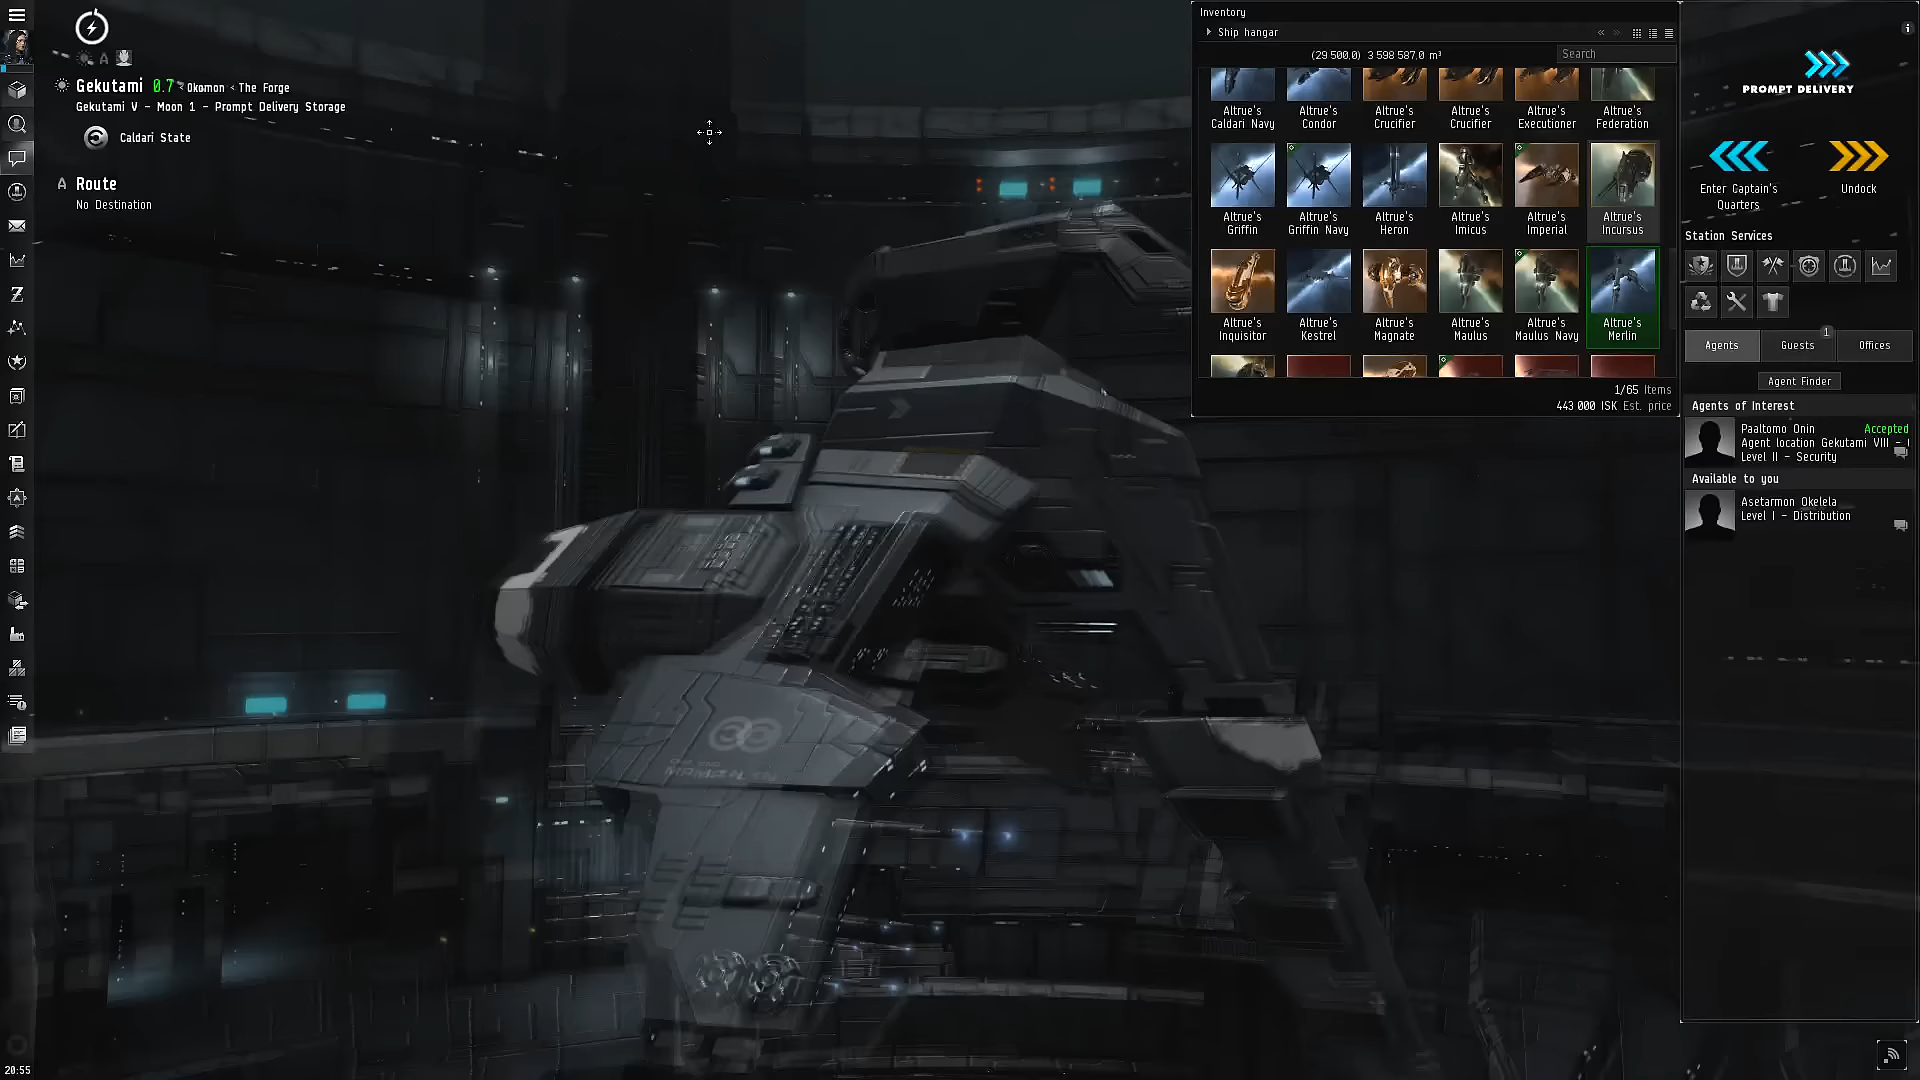 Gekutami 0.7 < Okomon < The Forge
Gekutami V - Moon 1 - Prompt Delivery Storage
Caldari State
Route
No Destination
20:55
Inventory
Ship hangar
(29 500,0) 3 598 587,0 m³
Search
Altrue's Caldari Navy
Altrue's Condor
Altrue's Crucifier
Altrue's Crucifier
Altrue's Executioner
Altrue's Federation
Altrue's Griffin
Altrue's Griffin Navy
Altrue's Heron
Altrue's Imicus
Altrue's Imperial
Altrue's Incursus
Altrue's Inquisitor
Altrue's Kestrel
Altrue's Magnate
Altrue's Maulus
Altrue's Maulus Navy
Altrue's Merlin
1/65 Items
443 000 ISK Est. price
PROMPT DELIVERY
Enter Captain's Quarters
Undock
Station Services
Agents
Guests
1
Offices
Agent Finder
Agents of Interest
Paaltomo Onin Accepted
Agent location Gekutami VIII -
Level II - Security
Available to you
Asetarmon Okelela
Level I - Distribution